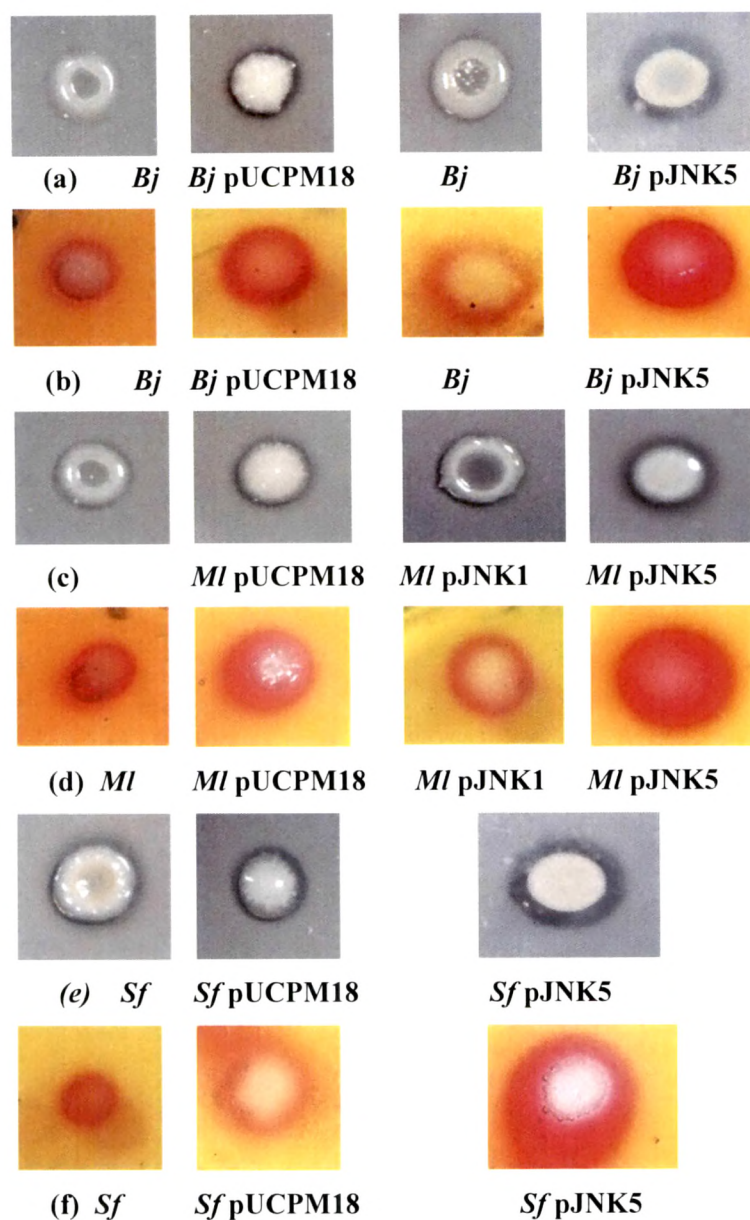 (a) Bj Bj pUCPM18 Bj Bj pJNK5
(b) Bj Bj pUCPM18 Bj Bj pJNK5
(c) Ml pUCPM18 Ml pJNK1 Ml pJNK5
(d) Ml Ml pUCPM18 Ml pJNK1 Ml pJNK5
(e) Sf Sf pUCPM18 Sf pJNK5
(f) Sf Sf pUCPM18 Sf pJNK5